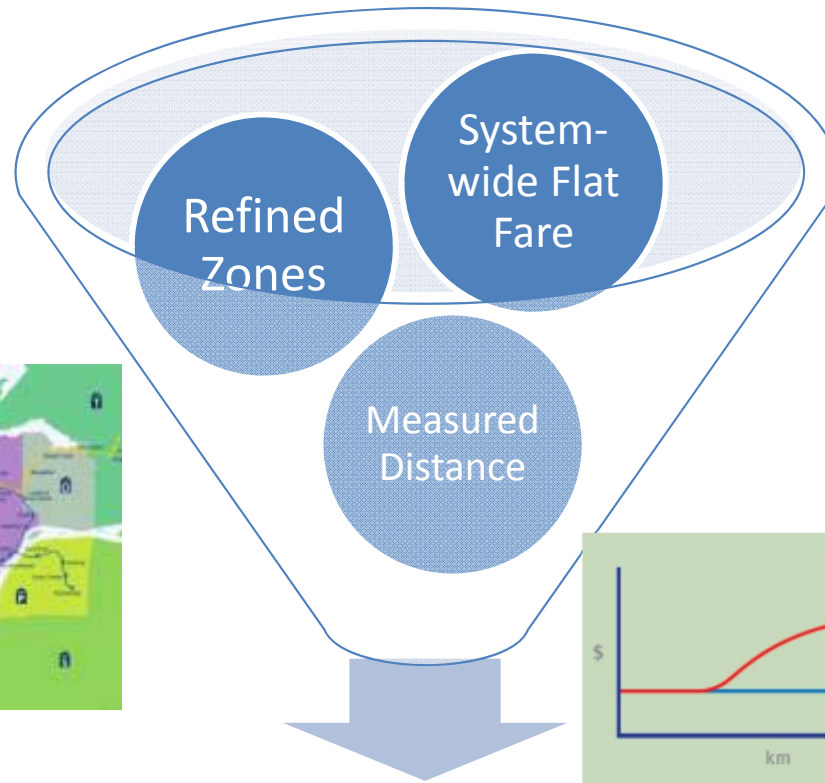 System-
wide Flat
Fare
Refined
Zones
Measured
Distance
$
km